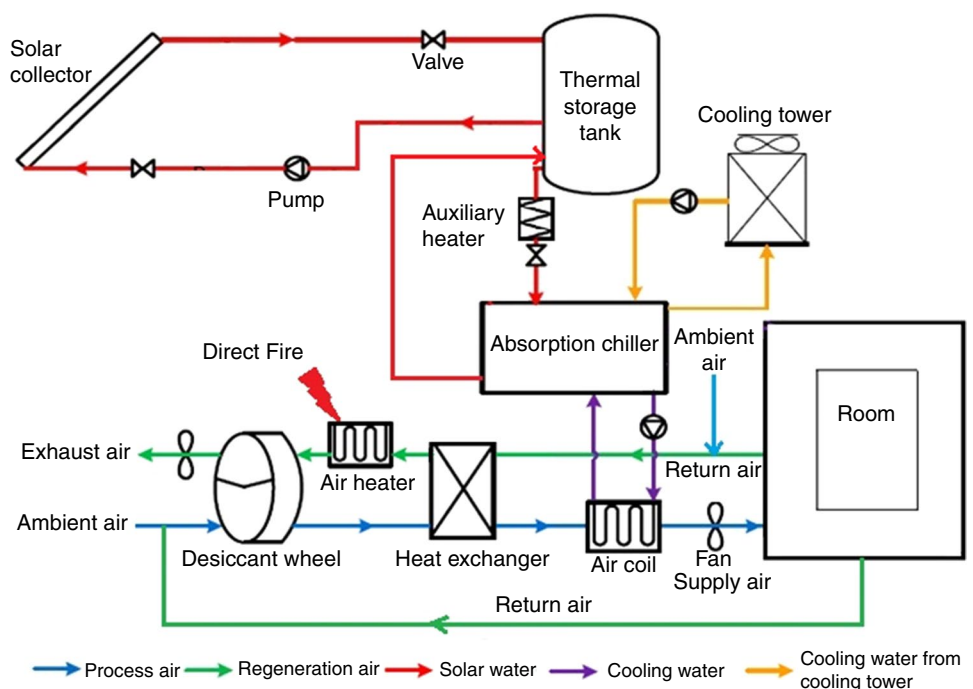 Solar
collector
Valve
Thermal
storage
tank
Cooling tower
Pump
Auxiliary
heater
Absorption chiller
Ambient
air
Direct Fire
Room
Exhaust air
Return air
Air heater
Ambient air
Desiccant wheel
Heat exchanger
Air coil
Fan
Supply air
Return air
Process air
Regeneration air
Solar water
Cooling water
Cooling water from
cooling tower